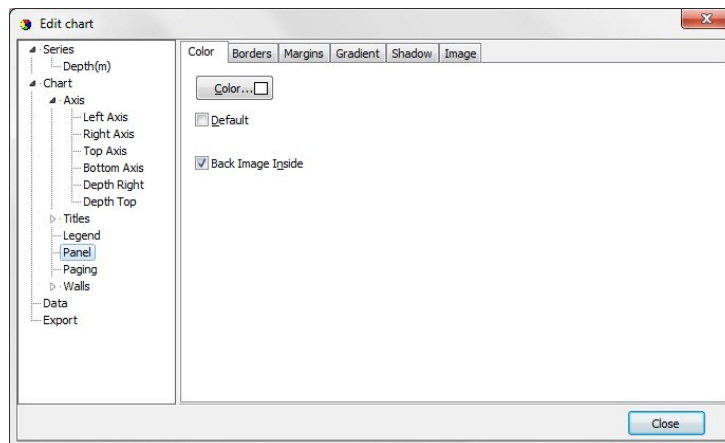 Edit chart
Series
Depth(m)
Chart
Axis
Left Axis
Right Axis
Top Axis
Bottom Axis
Depth Right
Depth Top
Titles
Legend
Panel
Paging
Walls
Data
Export
Color Borders Margins Gradient Shadow Image
Color...
Default
Back Image Inside
Close